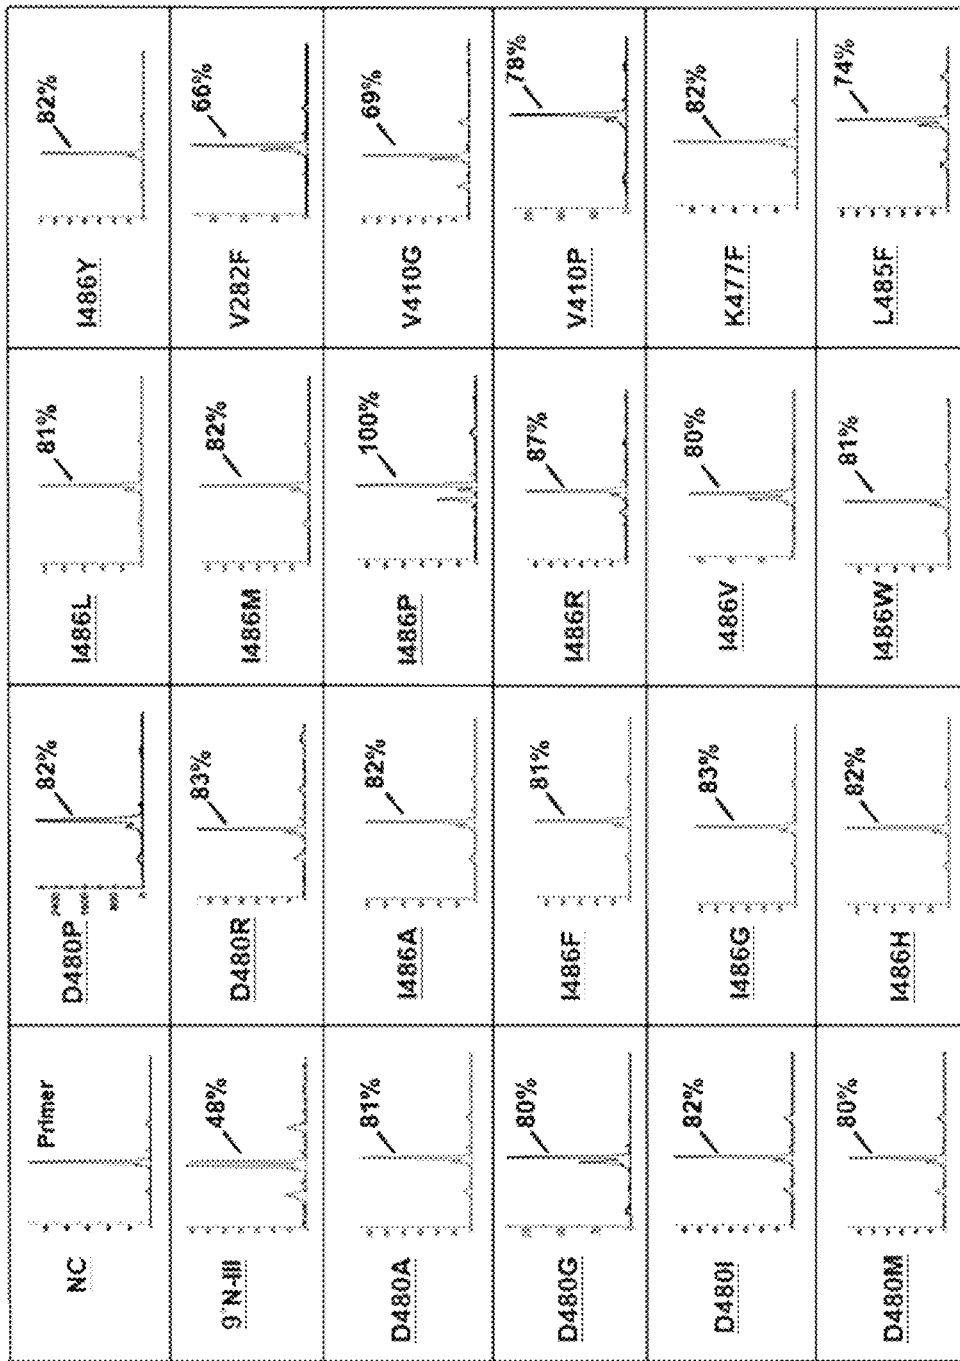 NC
Primer
D480P
82%
I486L
81%
I486Y
82%
9°N-III
48%
D480R
83%
I486M
82%
V282F
66%
D480A
81%
I486A
82%
I486P
100%
V410G
69%
D480G
80%
I486F
81%
I486R
87%
V410P
78%
D480I
82%
I486G
83%
I486V
80%
K477F
82%
D480M
80%
I486H
82%
I486W
81%
L485F
74%